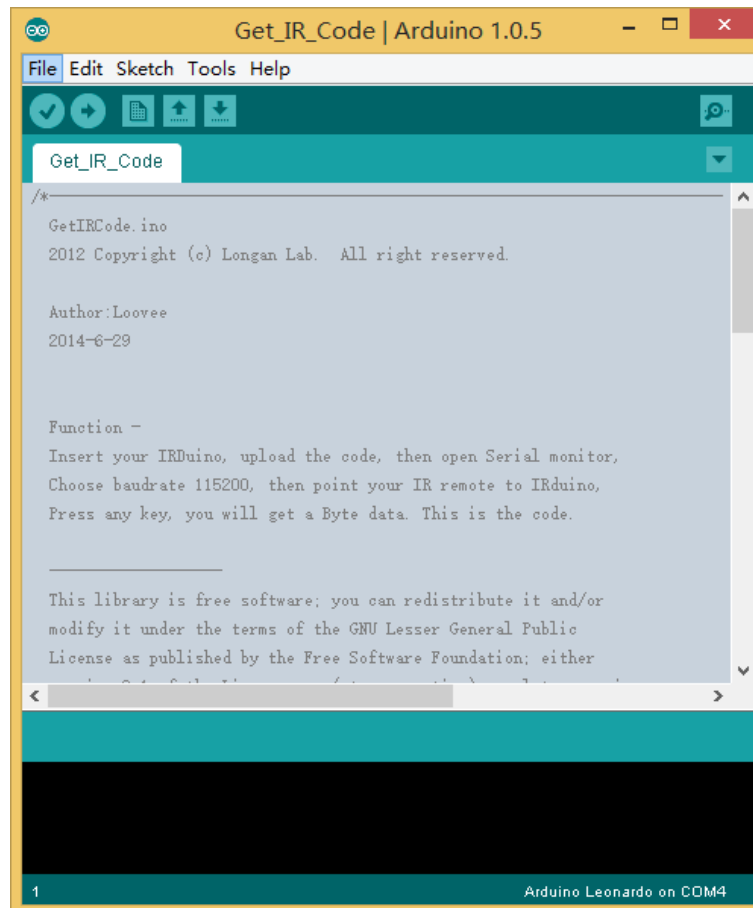 Get_IR_Code | Arduino 1.0.5
File Edit Sketch Tools Help
Get_IR_Code
/*
GetIRCode.ino
2012 Copyright (c) Longan Lab.  All right reserved.
Author:Loovee
2014-6-29
Function -
Insert your IRDuino, upload the code, then open Serial monitor,
Choose baudrate 115200, then point your IR remote to IRduino,
Press any key, you will get a Byte data. This is the code.
This library is free software; you can redistribute it and/or
modify it under the terms of the GNU Lesser General Public
License as published by the Free Software Foundation; either
1
Arduino Leonardo on COM4